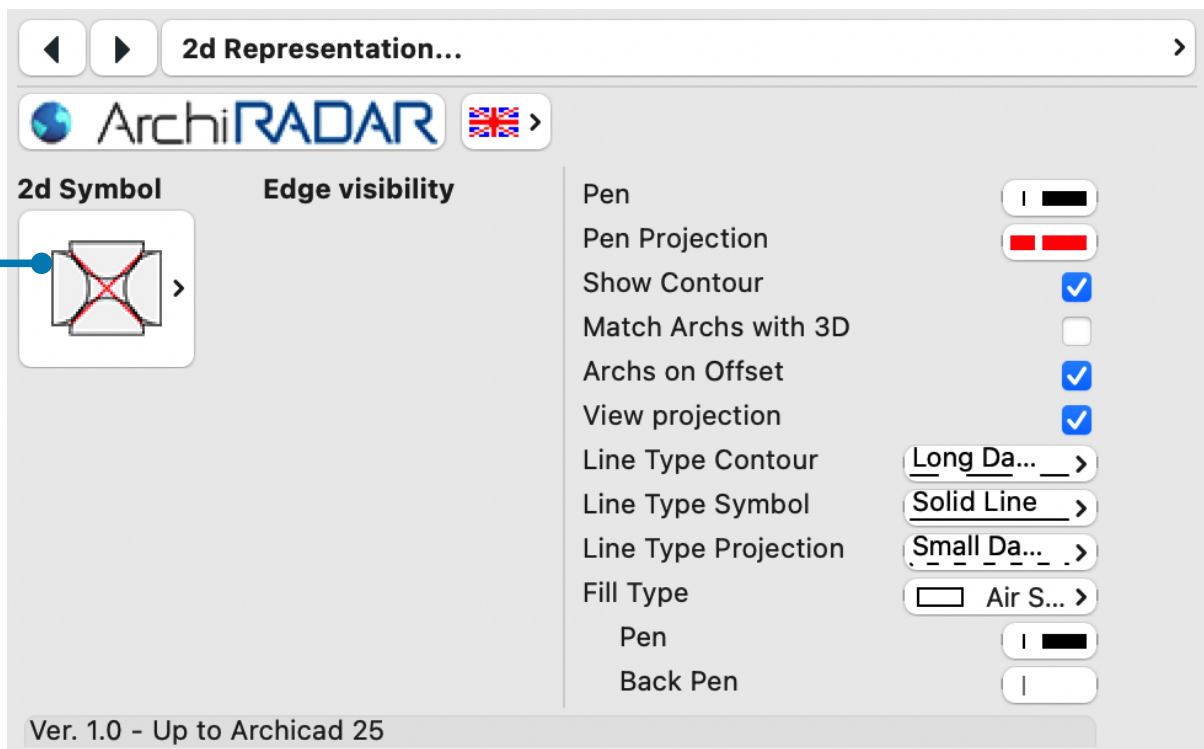 2d Representation...
ArchiRADAR
2d Symbol
Edge visibility
Pen
Pen Projection
Show Contour
Match Archs with 3D
Archs on Offset
View projection
Line Type Contour Long Da...
Line Type Symbol Solid Line
Line Type Projection Small Da...
Fill Type Air S...
Pen
Back Pen
Ver. 1.0 - Up to Archicad 25